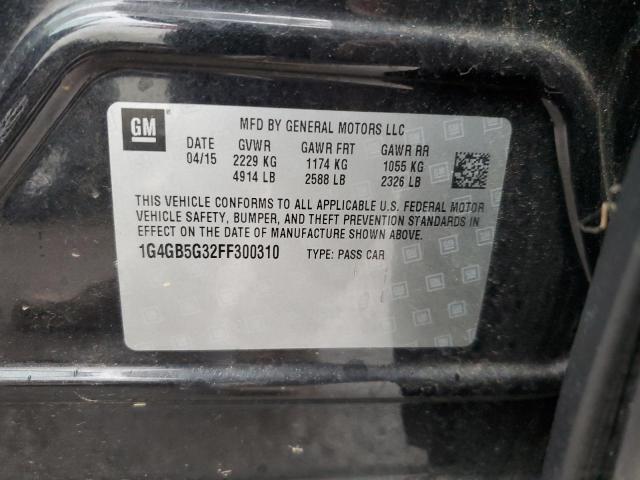 GM
MFD BY GENERAL MOTORS LLC
DATE GVWR GAWR FRT GAWR RR
04/15 2229 KG 1174 KG 1055 KG
4914 LB 2588 LB 2326 LB
THIS VEHICLE CONFORMS TO ALL APPLICABLE U.S. FEDERAL MOTOR
VEHICLE SAFETY, BUMPER, AND THEFT PREVENTION STANDARDS IN
EFFECT ON THE DATE OF MANUFACTURE SHOWN ABOVE.
1G4GB5G32FF300310 TYPE: PASS CAR